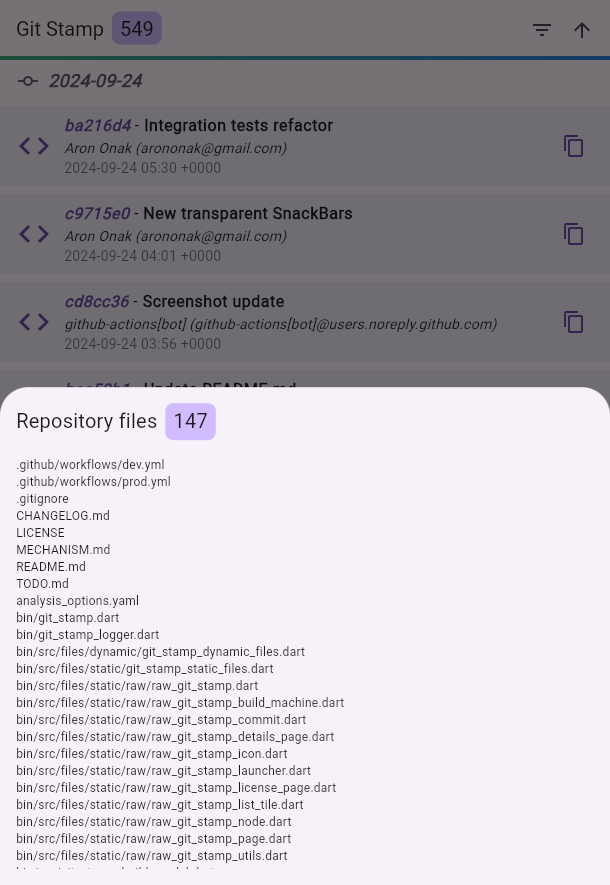 Git Stamp 549
2024-09-24
ba216d4 - Integration tests refactor
Aron Onak (arononak@gmail.com)
2024-09-24 05:30 +0000
c9715e0 - New transparent SnackBars
Aron Onak (arononak@gmail.com)
2024-09-24 04:01 +0000
cd8cc36 - Screenshot update
github-actions[bot] (github-actions[bot]@users.noreply.github.com)
2024-09-24 03:56 +0000
- Update README.md
Repository files 147
.github/workflows/dev.yml
.github/workflows/prod.yml
.gitignore
CHANGELOG.md
LICENSE
MECHANISM.md
README.md
TODO.md
analysis_options.yaml
bin/git_stamp.dart
bin/git_stamp_logger.dart
bin/src/files/dynamic/git_stamp_dynamic_files.dart
bin/src/files/static/git_stamp_static_files.dart
bin/src/files/static/raw/raw_git_stamp.dart
bin/src/files/static/raw/raw_git_stamp_build_machine.dart
bin/src/files/static/raw/raw_git_stamp_commit.dart
bin/src/files/static/raw/raw_git_stamp_details_page.dart
bin/src/files/static/raw/raw_git_stamp_icon.dart
bin/src/files/static/raw/raw_git_stamp_launcher.dart
bin/src/files/static/raw/raw_git_stamp_license_page.dart
bin/src/files/static/raw/raw_git_stamp_list_tile.dart
bin/src/files/static/raw/raw_git_stamp_node.dart
bin/src/files/static/raw/raw_git_stamp_page.dart
bin/src/files/static/raw/raw_git_stamp_utils.dart